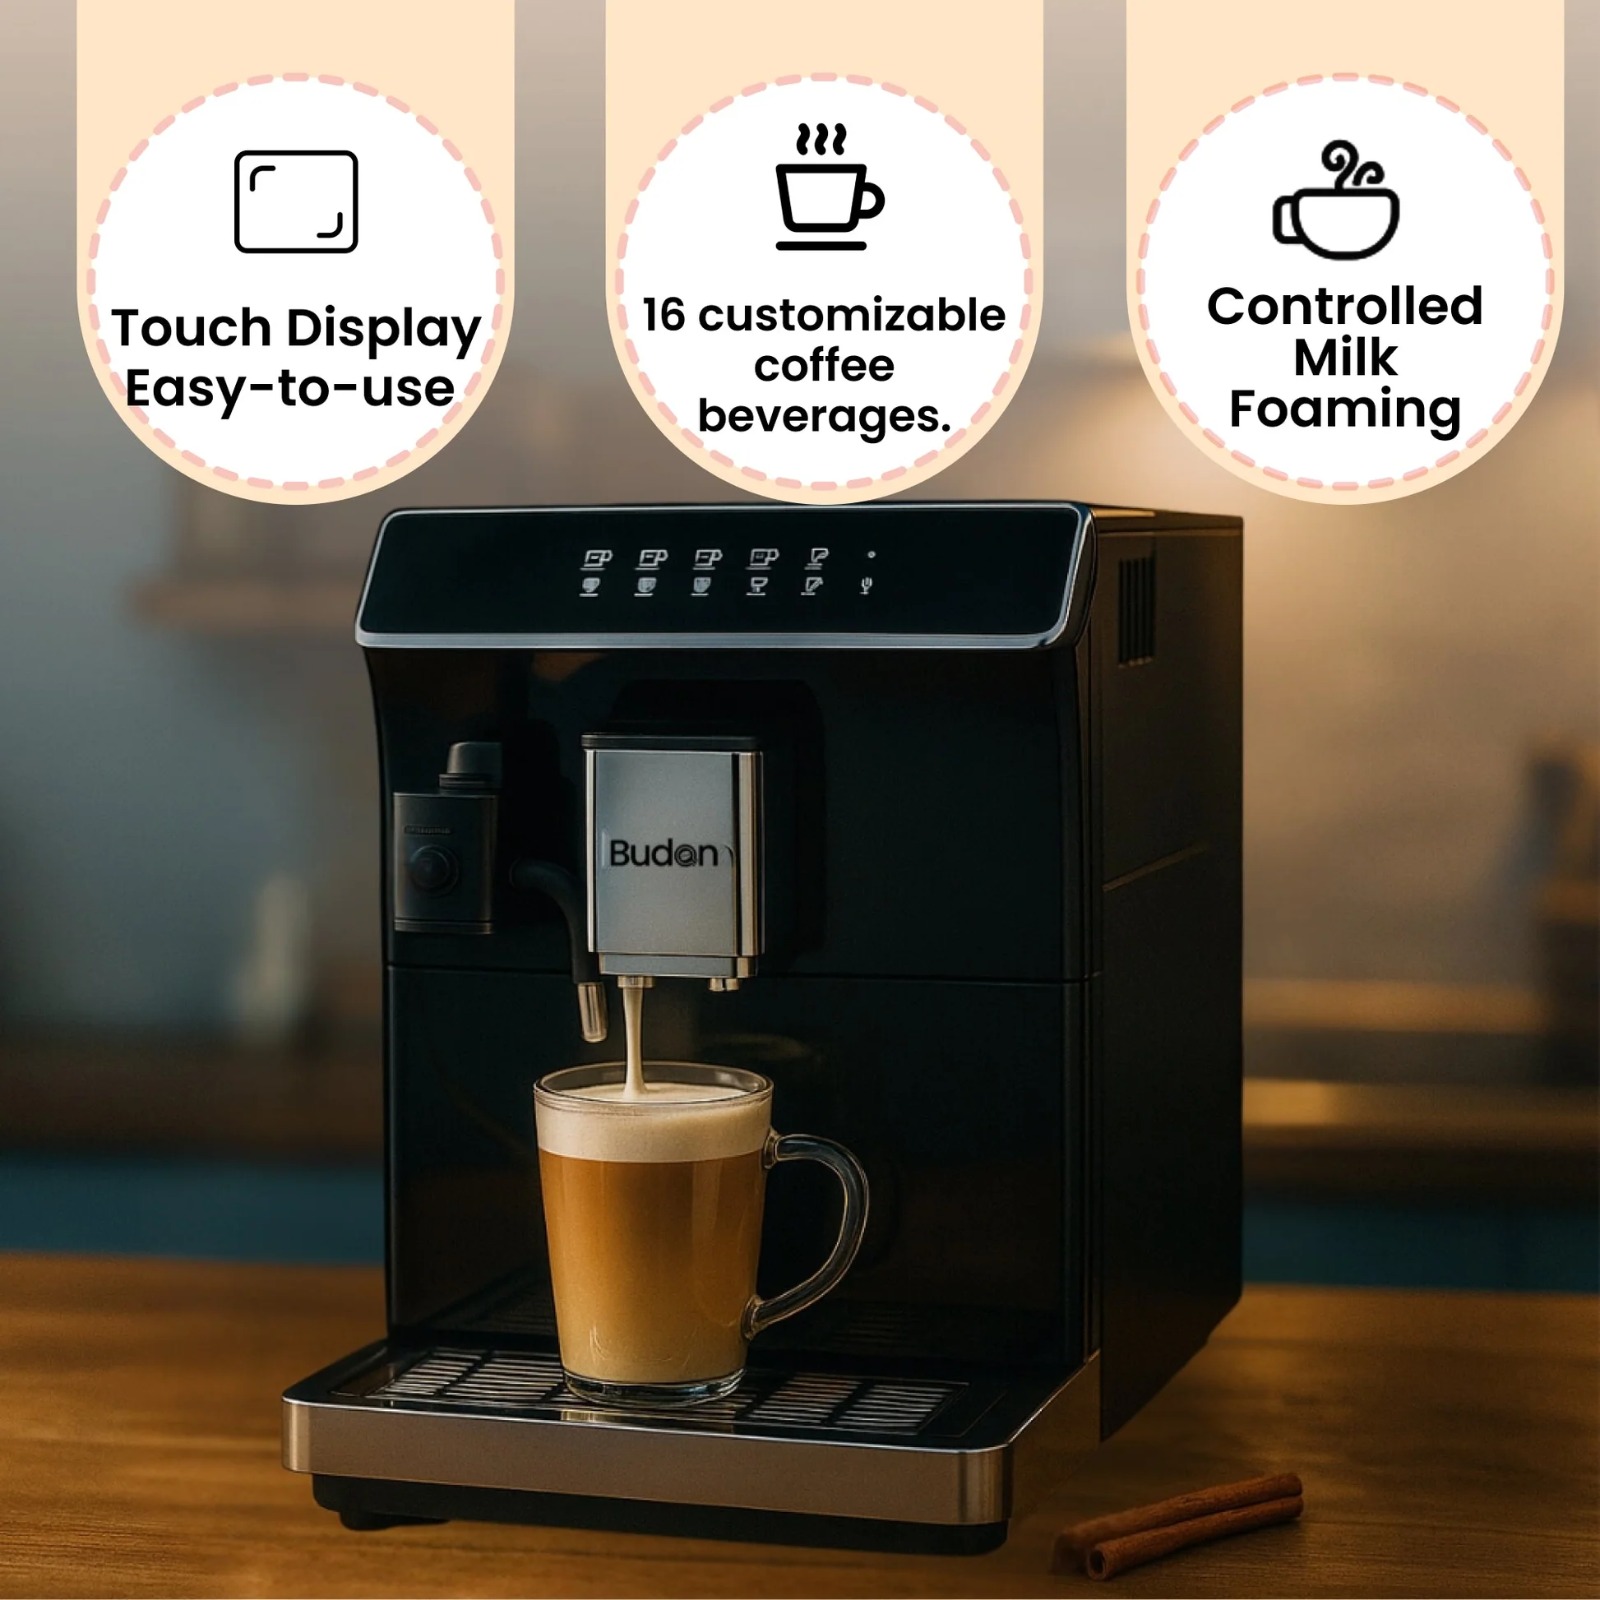 Touch Display
Easy-to-use
16 customizable
coffee
beverages.
Controlled
Milk
Foaming
Budan